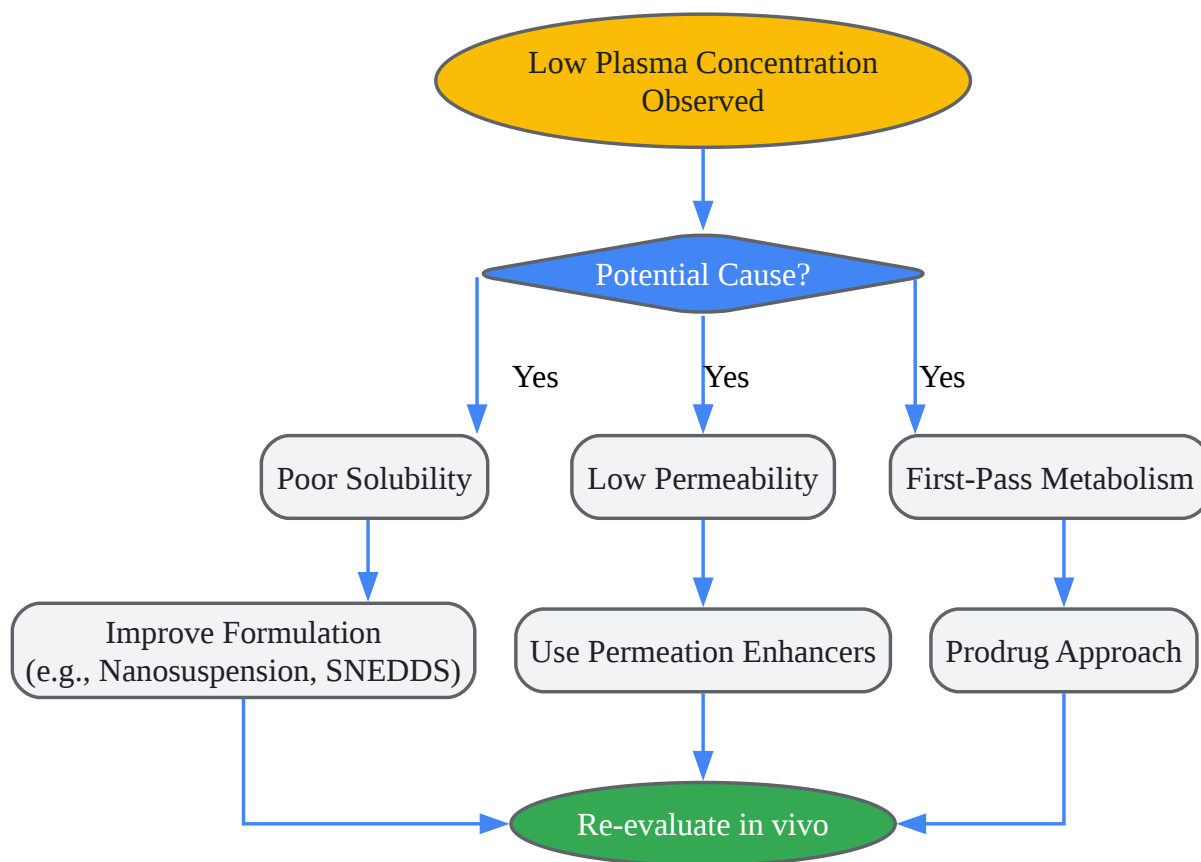 Low Plasma Concentration
Observed
Potential Cause?
Yes
Yes
Yes
Poor Solubility
Low Permeability
First-Pass Metabolism
Improve Formulation
(e.g., Nanosuspension, SNEDDS)
Use Permeation Enhancers
Prodrug Approach
Re-evaluate in vivo